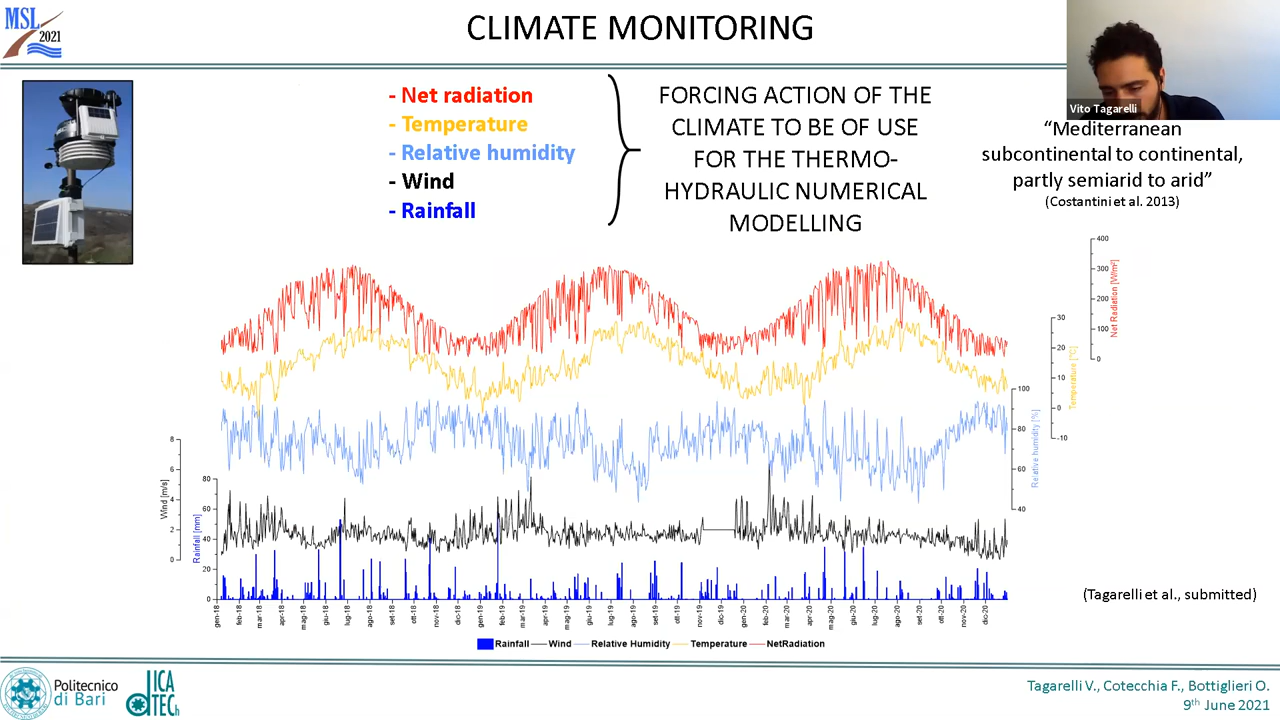 MSL
2021
CLIMATE MONITORING
Vito Tagarelli
- Net radiation
- Temperature
- Relative humidity
- Wind
- Rainfall
FORCING ACTION OF THE
CLIMATE TO BE OF USE
FOR THE THERMO-
HYDRAULIC NUMERICAL
MODELLING
“Mediterranean
subcontinental to continental,
partly semiarid to arid”
(Costantini et al. 2013)
400
300
200
100
0
Net Radiation [W/m²]
30
20
10
0
-10
Temperature [°C]
100
80
60
40
Relative humidity [%]
8
6
4
2
0
Wind [m/s]
80
60
40
20
0
Rainfall [mm]
gen-18
feb-18
mar-18
apr-18
mag-18
giu-18
lug-18
ago-18
set-18
ott-18
nov-18
dic-18
gen-19
feb-19
mar-19
apr-19
mag-19
giu-19
lug-19
ago-19
set-19
ott-19
nov-19
dic-19
gen-20
feb-20
mar-20
apr-20
mag-20
giu-20
lug-20
ago-20
set-20
ott-20
nov-20
dic-20
Rainfall
Wind
Relative Humidity
Temperature
NetRadiation
(Tagarelli et al., submitted)
Politecnico
di Bari
ICA
TECh
Tagarelli V., Cotecchia F., Bottiglieri O.
9th June 2021